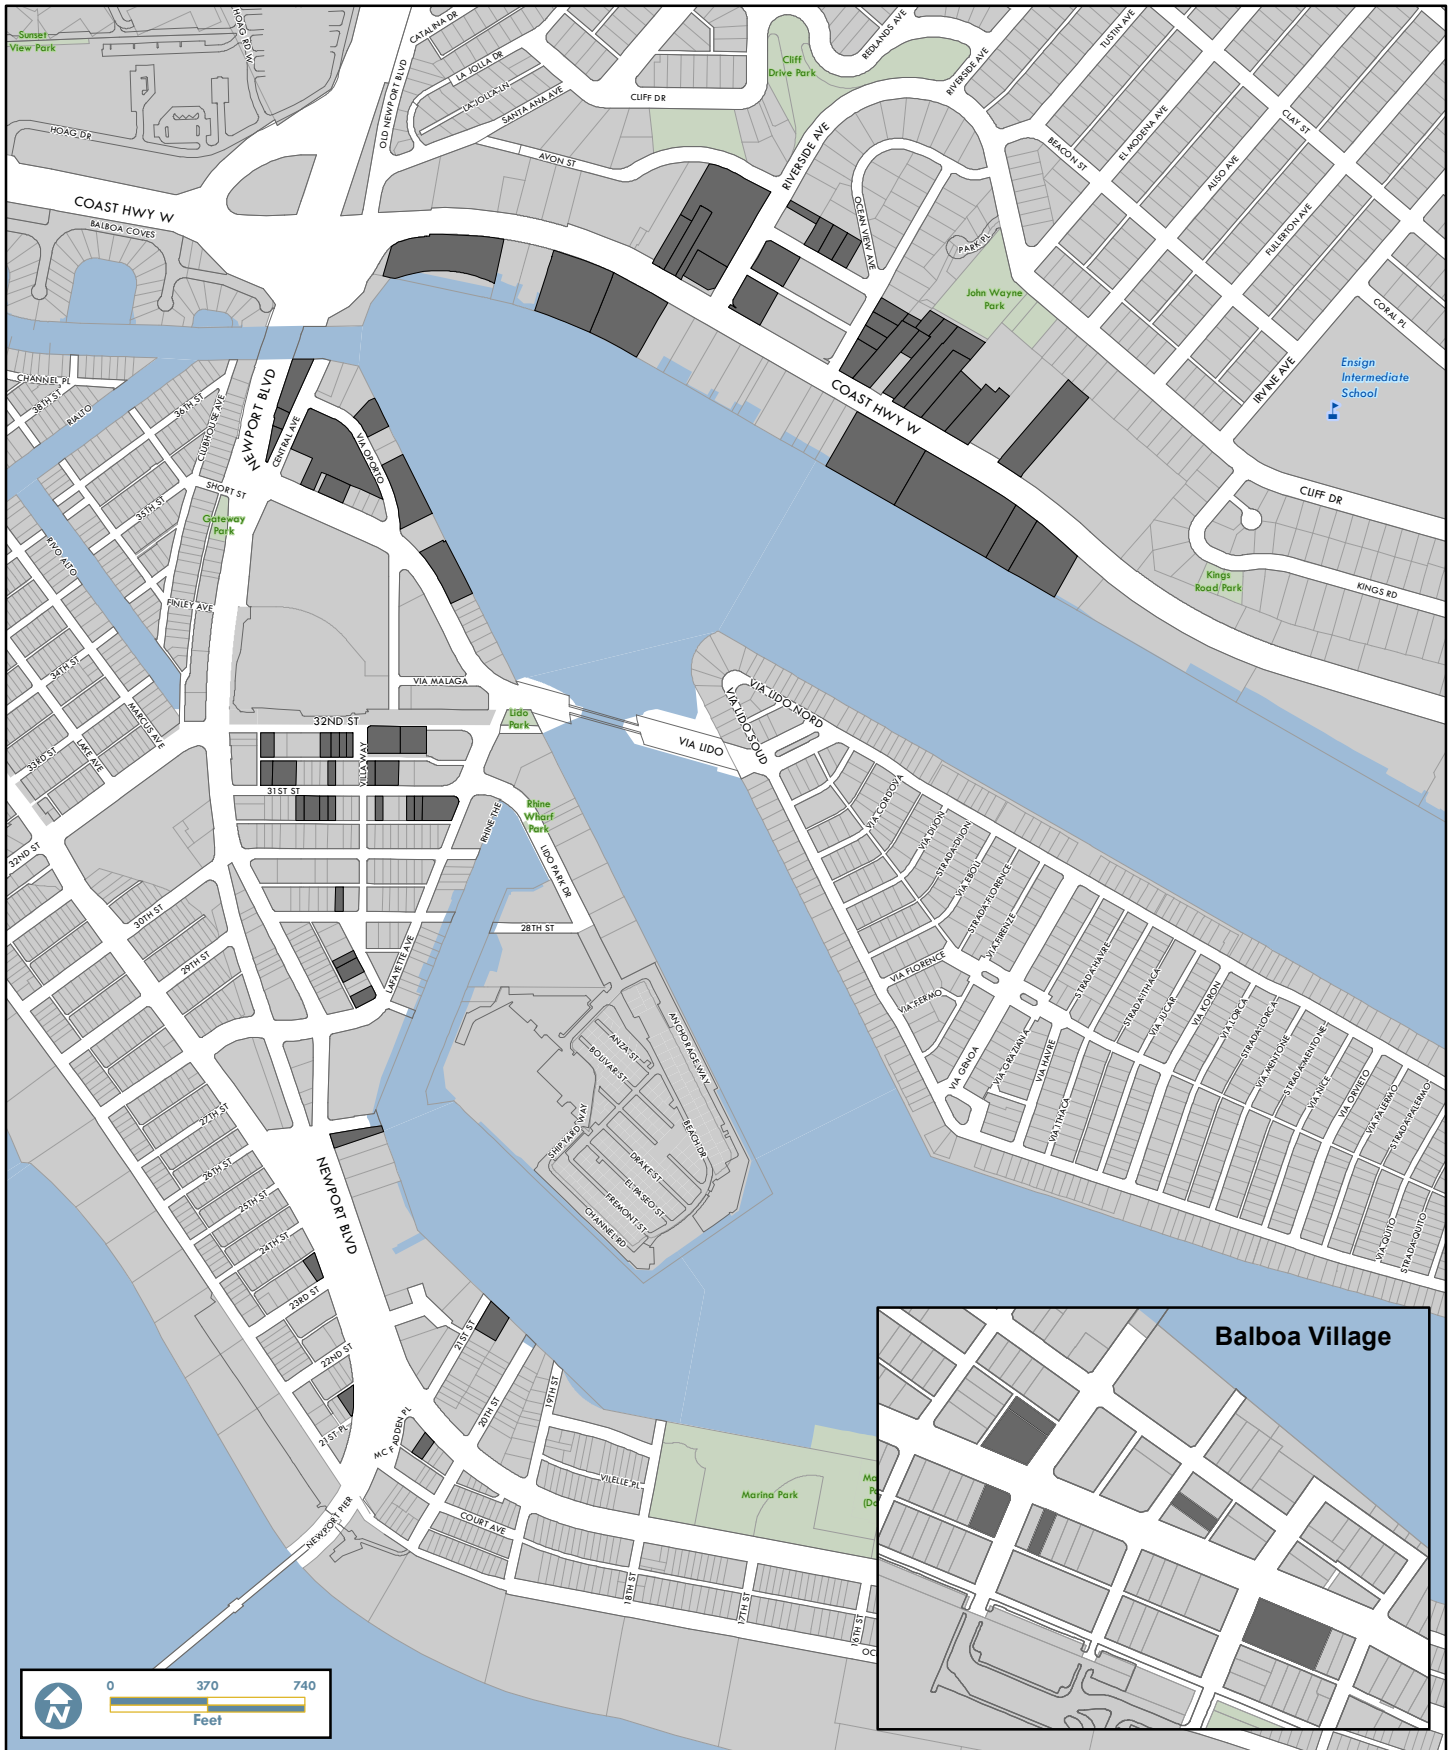 Sunset
View Park
HOAG RD W
HOAG DR
CATALINA DR
LA JOLLA DR
LA JOLLA LN
SANTA ANA AVE
OLD NEWPORT BLVD
CLIFF DR
AVON ST
Cliff
Drive Park
REDLANDS AVE
RIVERSIDE AVE
RIVERSIDE AVE
TUSTIN AVE
BEACON ST
EL MODENA AVE
CLAY ST
ALISO AVE
FULLERTON AVE
OCEAN VIEW AVE
PARK PL
COAST HWY W
BALBOA COVES
John Wayne
Park
CORAL PL
IRVINE AVE
Ensign
Intermediate
School
COAST HWY W
CHANNEL PL
38TH ST
RIALTO
36TH ST
CLUBHOUSE AVE
NEWPORT BLVD
CENTRAL AVE
VIA OPORTO
SHORT ST
35TH ST
Gateway
Park
CLIFF DR
RIVO ALTO
FINLEY AVE
Kings
Road Park
KINGS RD
34TH ST
MARCUS AVE
LAKE AVE
33RD ST
32ND ST
VIA MALAGA
32ND ST
Lido
Park
VIA LIDO
VIA LIDO NORD
VIA LIDO SOUD
VILLA WAY
31ST ST
RHINE THE
Rhine
Wharf
Park
LIDO PARK DR
VIA CORDOVA
VIA DIJON
STRADA DIJON
VIA EBOLI
STRADA FLORENCE
VIA FIRENZE
30TH ST
29TH ST
28TH ST
LAFAYETTE AVE
VIA FLORENCE
VIA FERMO
STRADA HAVRE
STRADA ITHACA
VIA JUCAR
VIA KORON
VIA LORCA
STRADA LORCA
VIA MENTONE
STRADA MENTONE
VIA NICE
VIA ORVIETO
VIA PALERMO
STRADA PALERMO
VIA GENOA
VIA GRAZIANA
VIA HAVRE
VIA ITHACA
VIA QUITO
STRADA QUITO
ANZA ST
BOLIVAR ST
ANCHORAGE WAY
SHIPYARD WAY
BEACH DR
DRAKE ST
EL PASEO ST
FREMONT ST
CHANNEL RD
27TH ST
26TH ST
25TH ST
24TH ST
23RD ST
22ND ST
21ST PL
NEWPORT BLVD
21ST ST
20TH ST
19TH ST
MC FADDEN PL
VILELLE PL
COURT AVE
NEWPORT PIER
18TH ST
17TH ST
16TH ST
Marina Park
Balboa Village
0 370 740
Feet
N